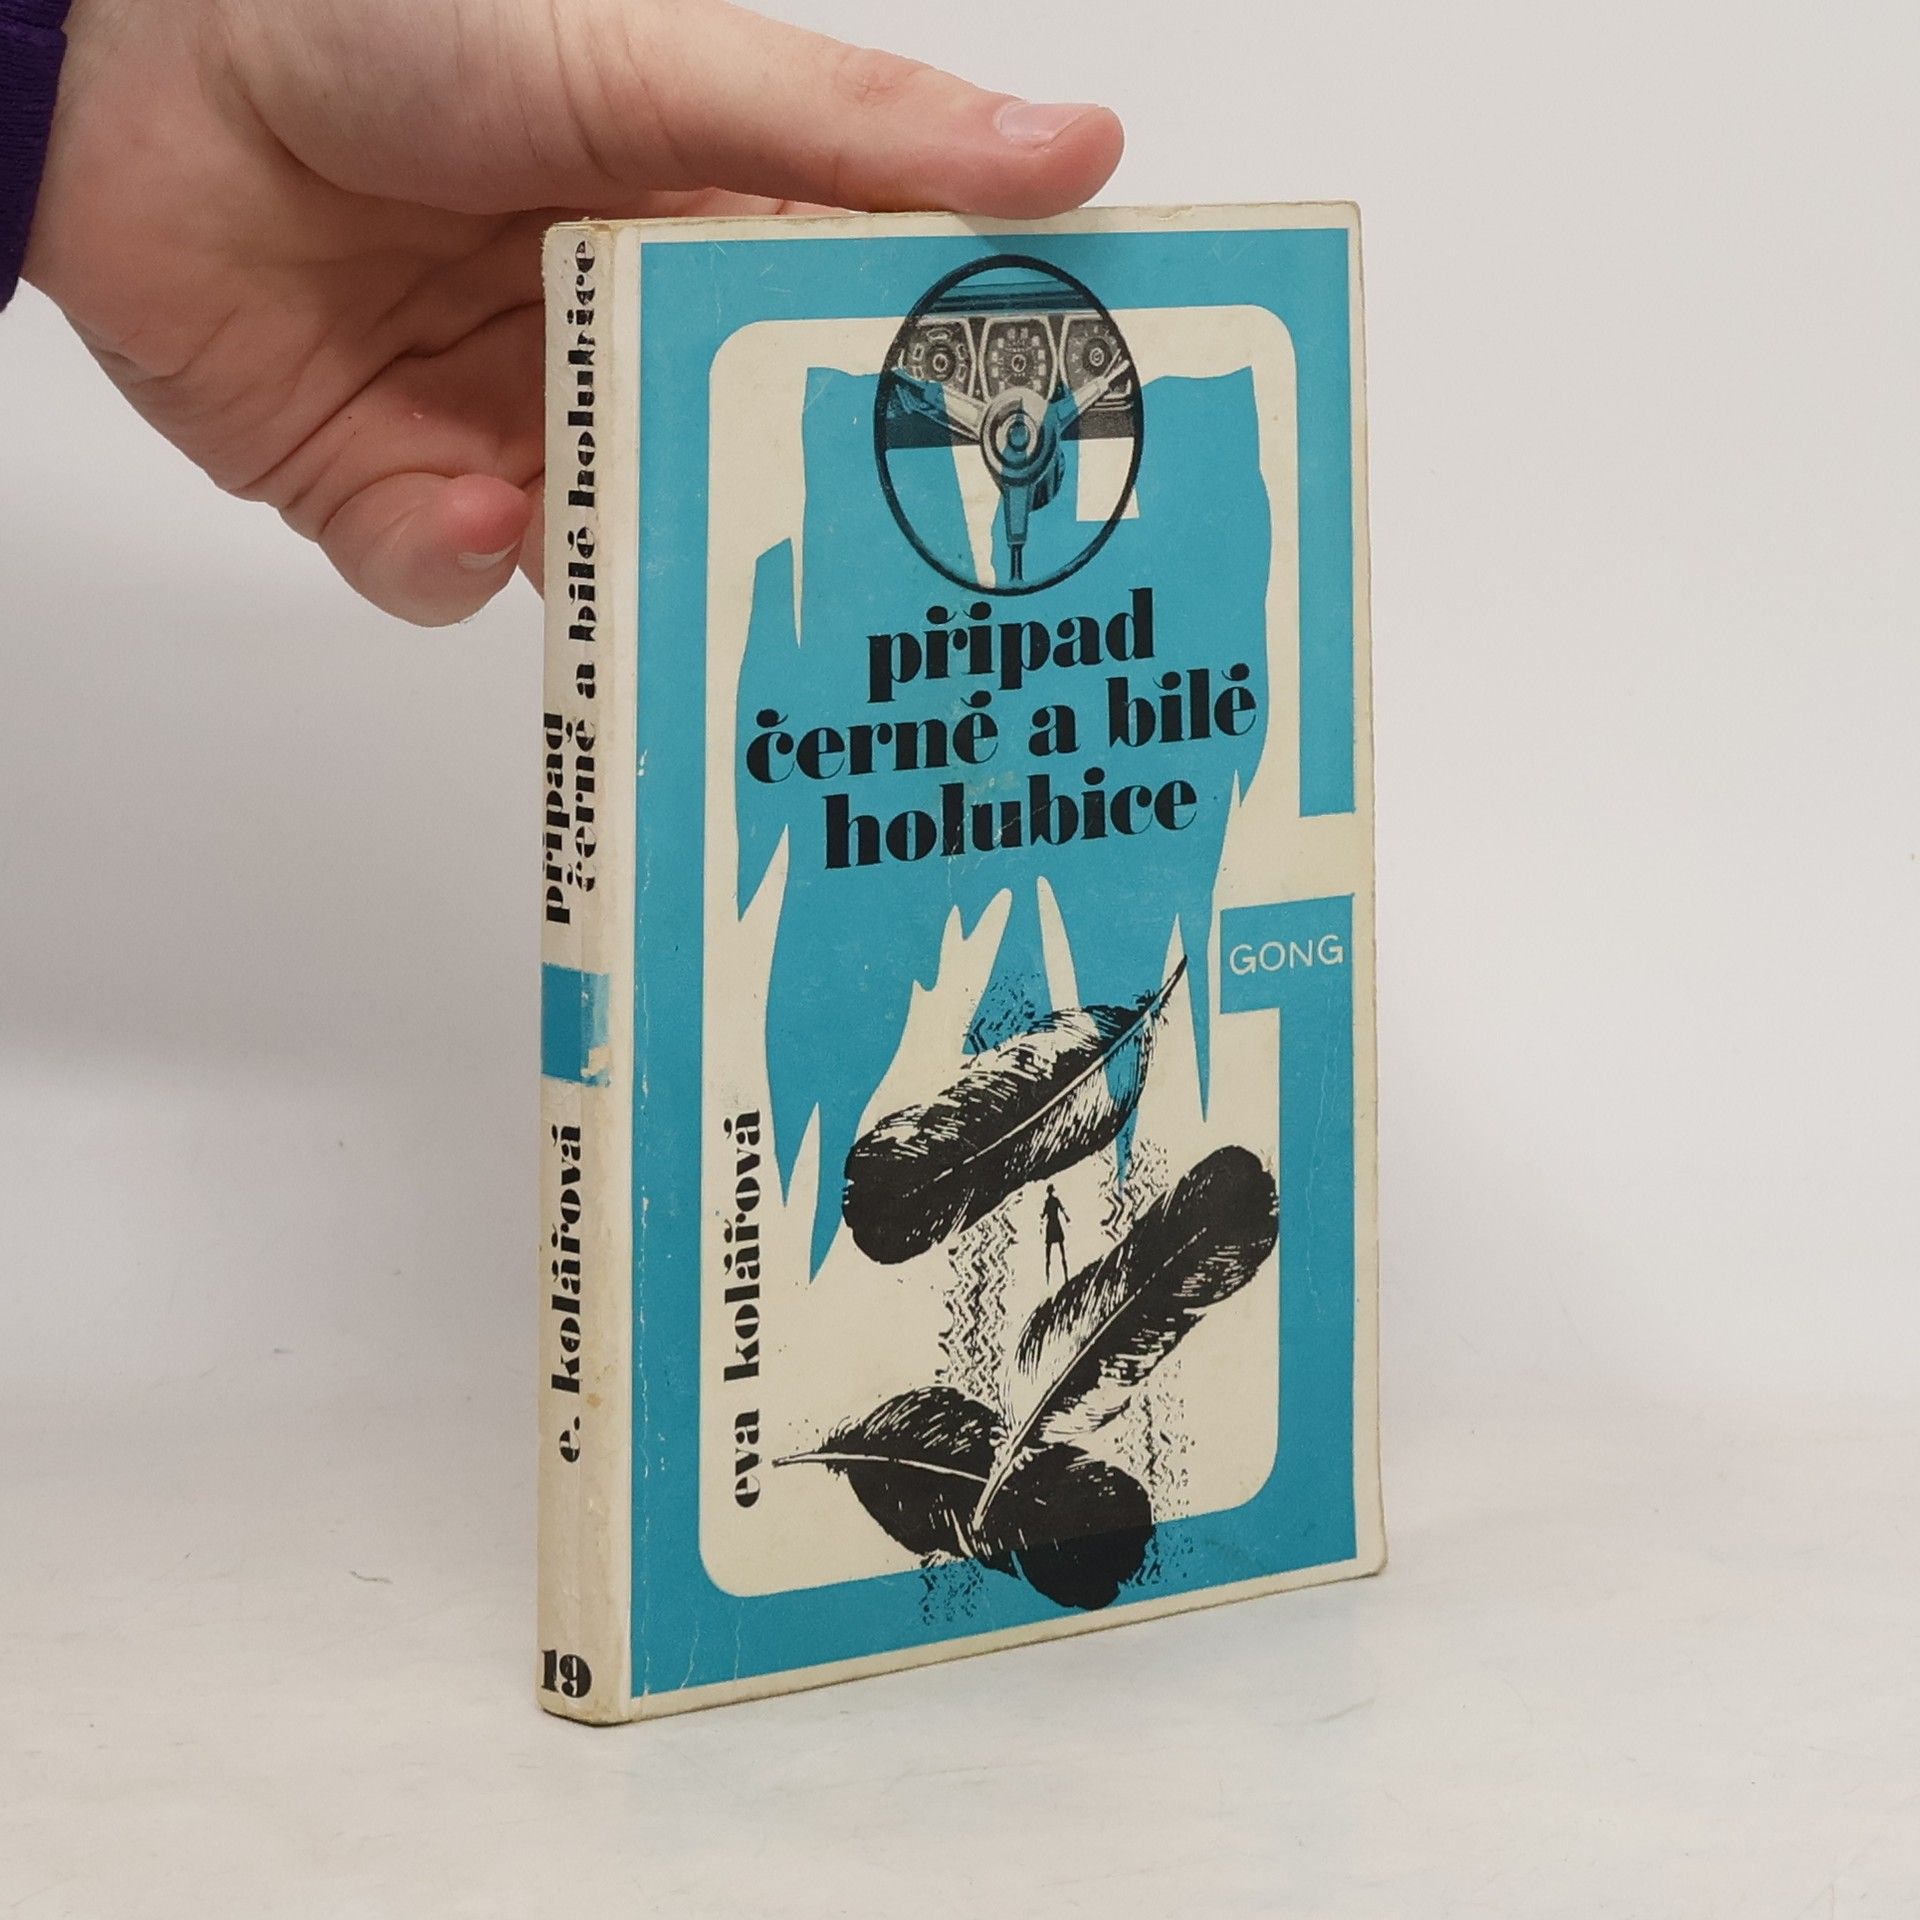 případ
černé a bílé holubice
e. kolářová
19
případ
černé a bílé
holubice
GONG
eva kolářová